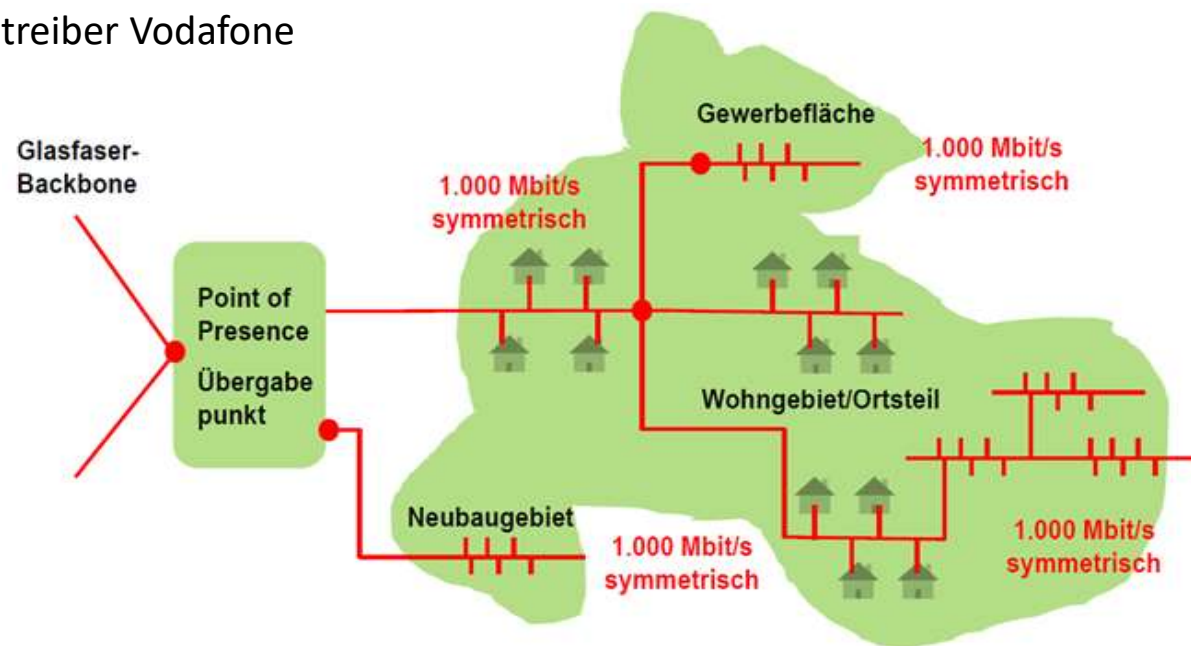 treiber Vodafone
Gewerbefläche
Glasfaser-
Backbone
1.000 Mbit/s
symmetrisch
1.000 Mbit/s
symmetrisch
Point of
Presence
Übergabe
punkt
Wohngebiet/Ortsteil
Neubaugebiet
1.000 Mbit/s
symmetrisch
1.000 Mbit/s
symmetrisch